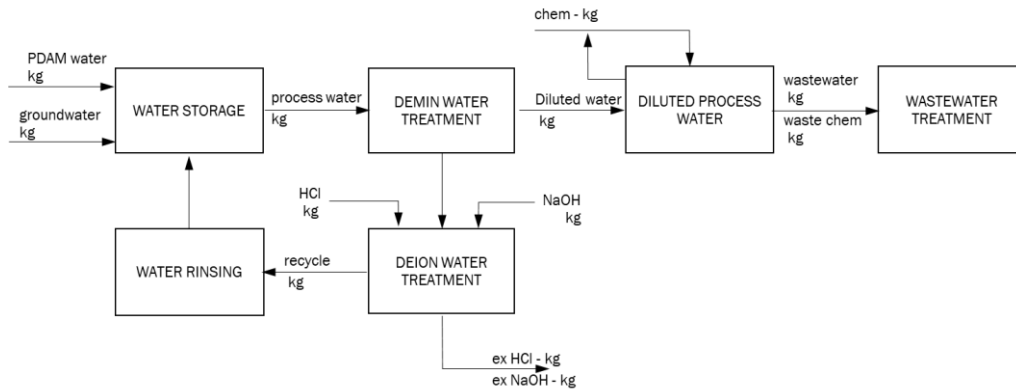 chem - kg
PDAM water
kg
groundwater
kg
WATER STORAGE
process water
kg
DEMIN WATER
TREATMENT
Diluted water
kg
DILUTED PROCESS
WATER
wastewater
kg
waste chem
kg
WASTEWATER
TREATMENT
HCl
kg
NaOH
kg
WATER RINSING
recycle
kg
DEION WATER
TREATMENT
ex HCl - kg
ex NaOH - kg